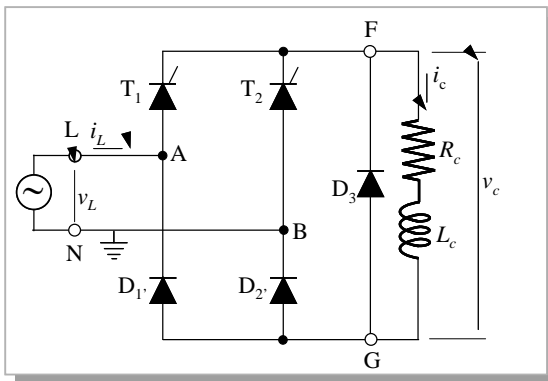 F
T1 T2 ic
L iL A Rc
vL D3 vc
B Lc
N
D1' D2'
G